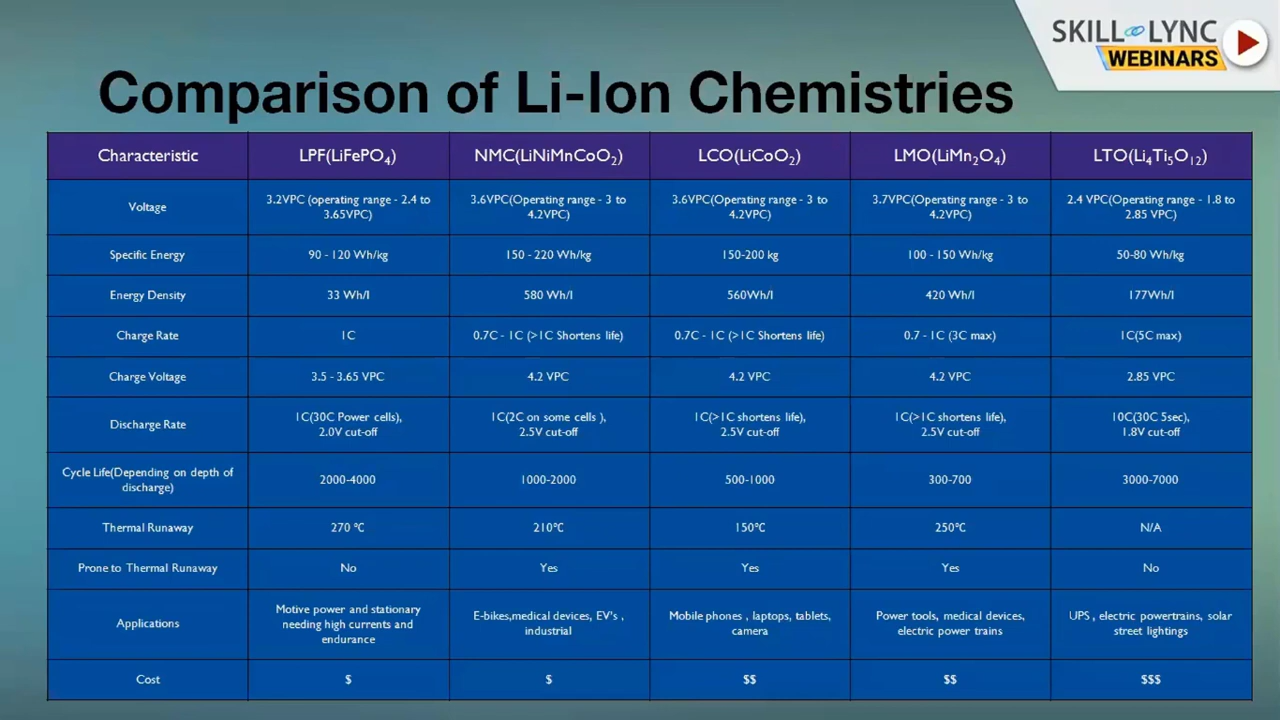 SKILL LYNC
WEBINARS
Comparison of Li-Ion Chemistries
Characteristic
LPF(LiFePO₄)
NMC(LiNiMnCoO₂)
LCO(LiCoO₂)
LMO(LiMn₂O₄)
LTO(Li₄Ti₅O₁₂)
Voltage
3.2VPC (operating range - 2.4 to
3.65VPC)
3.6VPC(Operating range - 3 to
4.2VPC)
3.6VPC(Operating range - 3 to
4.2VPC)
3.7VPC(Operating range - 3 to
4.2VPC)
2.4 VPC(Operating range - 1.8 to
2.85 VPC)
Specific Energy
90 - 120 Wh/kg
150 - 220 Wh/kg
150-200 kg
100 - 150 Wh/kg
50-80 Wh/kg
Energy Density
33 Wh/l
580 Wh/l
560Wh/l
420 Wh/l
177Wh/l
Charge Rate
1C
0.7C - 1C (>1C Shortens life)
0.7C - 1C (>1C Shortens life)
0.7 - 1C (3C max)
1C(5C max)
Charge Voltage
3.5 - 3.65 VPC
4.2 VPC
4.2 VPC
4.2 VPC
2.85 VPC
Discharge Rate
1C(30C Power cells),
2.0V cut-off
1C(2C on some cells ),
2.5V cut-off
1C(>1C shortens life),
2.5V cut-off
1C(>1C shortens life),
2.5V cut-off
10C(30C 5sec),
1.8V cut-off
Cycle Life(Depending on depth of
discharge)
2000-4000
1000-2000
500-1000
300-700
3000-7000
Thermal Runaway
270 °C
210°C
150°C
250°C
N/A
Prone to Thermal Runaway
No
Yes
Yes
Yes
No
Applications
Motive power and stationary
needing high currents and
endurance
E-bikes,medical devices, EV's ,
industrial
Mobile phones , laptops, tablets,
camera
Power tools, medical devices,
electric power trains
UPS , electric powertrains, solar
street lightings
Cost
$
$
$$
$$
$$$